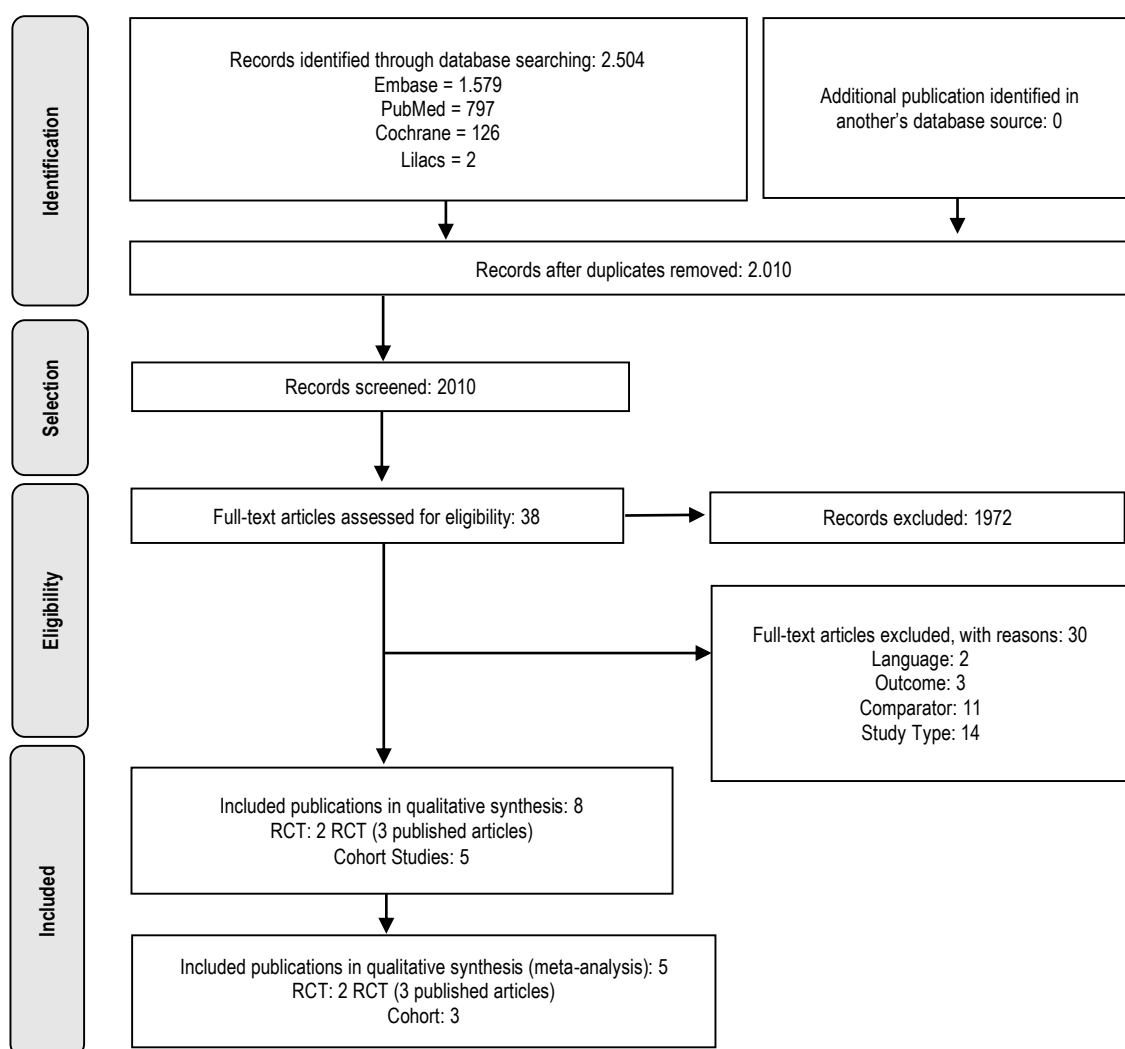 Identification
Records identified through database searching: 2.504
Embase = 1.579
PubMed = 797
Cochrane = 126
Lilacs = 2
Additional publication identified in
another’s database source: 0
Records after duplicates removed: 2.010
Selection
Records screened: 2010
Eligibility
Full-text articles assessed for eligibility: 38
Records excluded: 1972
Full-text articles excluded, with reasons: 30
Language: 2
Outcome: 3
Comparator: 11
Study Type: 14
Included
Included publications in qualitative synthesis: 8
RCT: 2 RCT (3 published articles)
Cohort Studies: 5
Included publications in qualitative synthesis (meta-analysis): 5
RCT: 2 RCT (3 published articles)
Cohort: 3